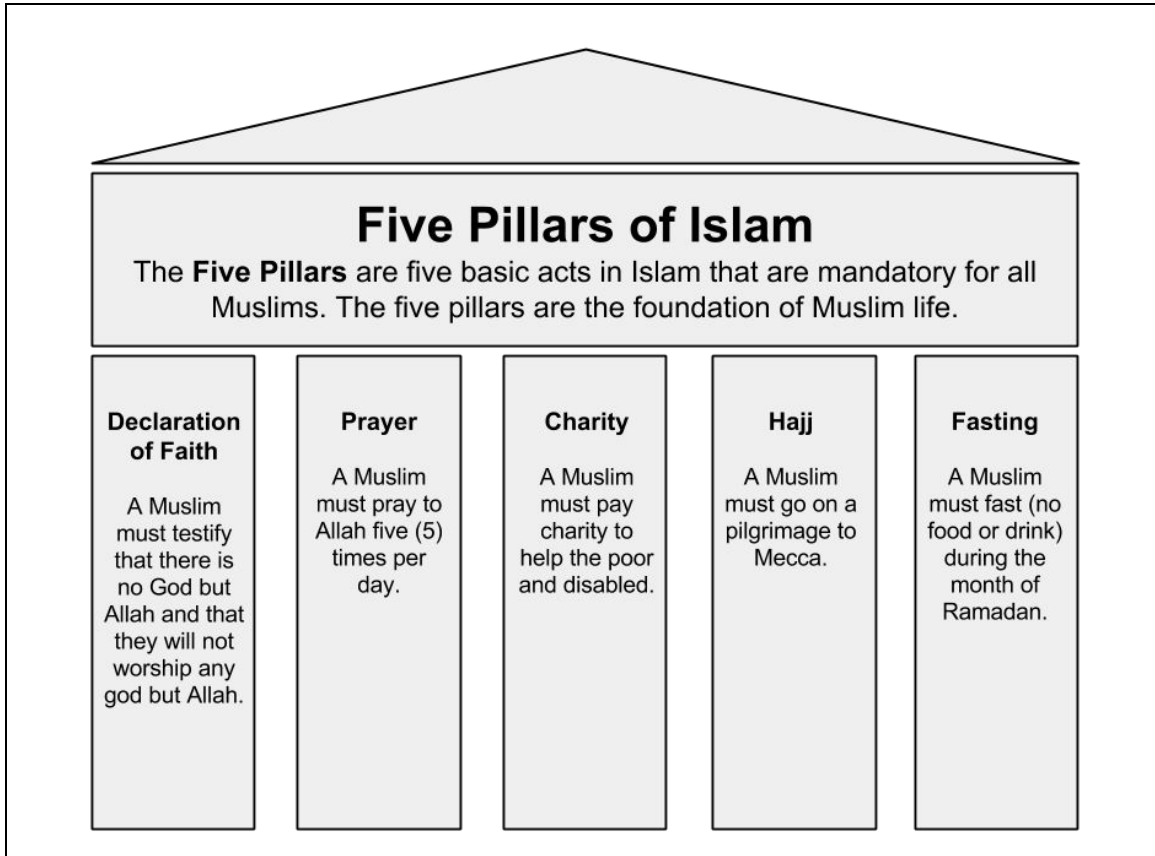 Five Pillars of Islam
The Five Pillars are five basic acts in Islam that are mandatory for all
Muslims. The five pillars are the foundation of Muslim life.
Declaration
of Faith
A Muslim
must testify
that there is
no God but
Allah and that
they will not
worship any
god but Allah.
Prayer
A Muslim
must pray to
Allah five (5)
times per
day.
Charity
A Muslim
must pay
charity to
help the poor
and disabled.
Hajj
A Muslim
must go on a
pilgrimage to
Mecca.
Fasting
A Muslim
must fast (no
food or drink)
during the
month of
Ramadan.